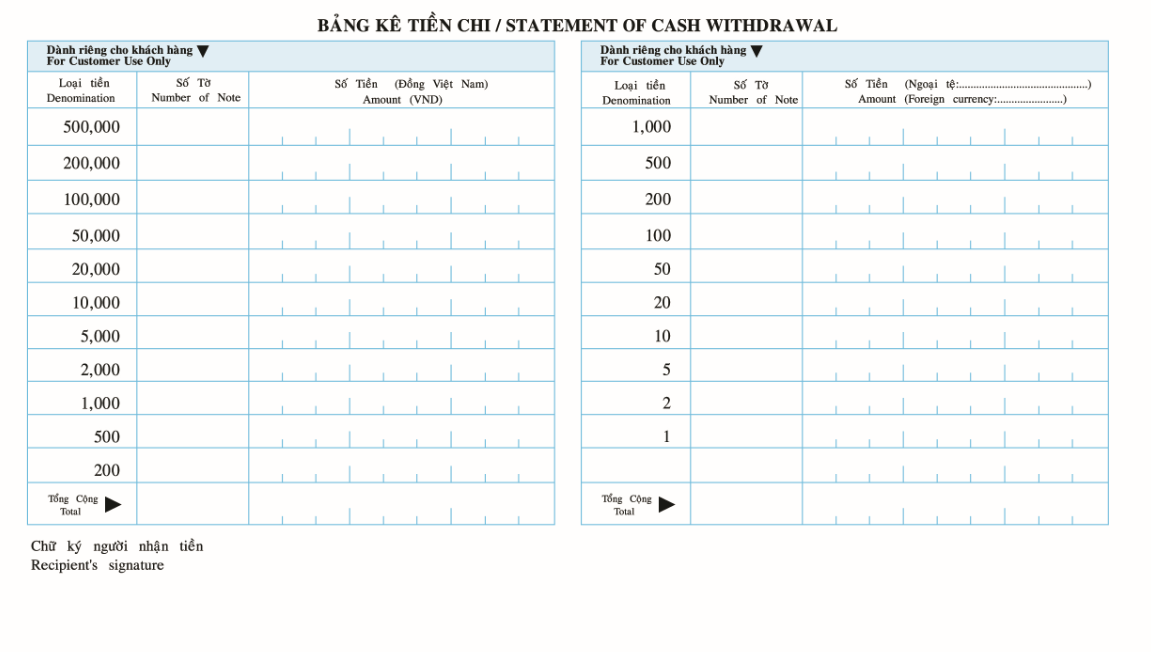 BẢNG KÊ TIỀN CHI / STATEMENT OF CASH WITHDRAWAL
Dành riêng cho khách hàng ▼
For Customer Use Only
Loại tiền
Denomination
Số Tờ
Number of Note
Số Tiền (Đồng Việt Nam)
Amount (VND)
500,000
200,000
100,000
50,000
20,000
10,000
5,000
2,000
1,000
500
200
Tổng Cộng ▶
Total
Dành riêng cho khách hàng ▼
For Customer Use Only
Loại tiền
Denomination
Số Tờ
Number of Note
Số Tiền (Ngoại tệ:............................................)
Amount (Foreign currency:......................)
1,000
500
200
100
50
20
10
5
2
1
Tổng Cộng ▶
Total
Chữ ký người nhận tiền
Recipient's signature